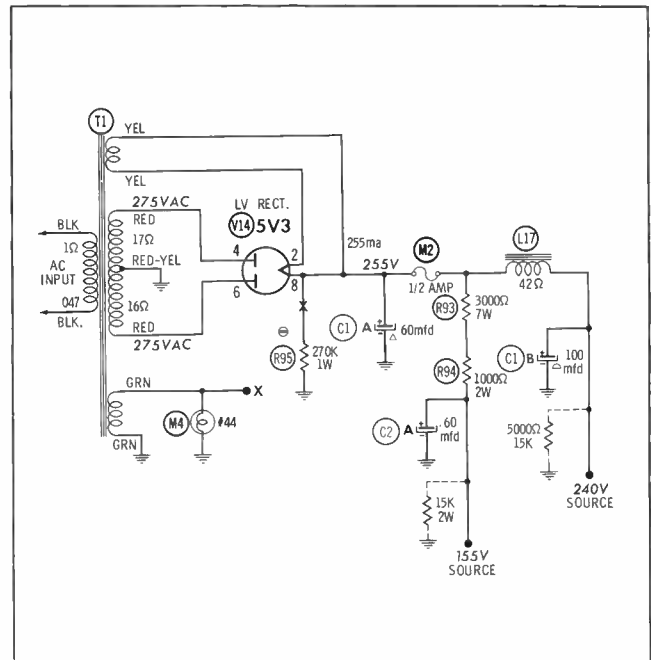 T1
YEL
YEL
275VAC
RED
17Ω
BLK
1Ω
AC
INPUT
.047
BLK.
RED-YEL
16Ω
RED
275VAC
LV RECT.
V14 5V3
4
2
6
8
255ma
255V
M2
1/2 AMP
L17
42Ω
R93
3000Ω
7W
R95
270K
1W
C1 A
60mfd
R94
1000Ω
2W
C1 B
100
mfd
GRN
X
M4
#44
GRN
C2 A
60
mfd
5000Ω
15K
240V
SOURCE
15K
2W
155V
SOURCE